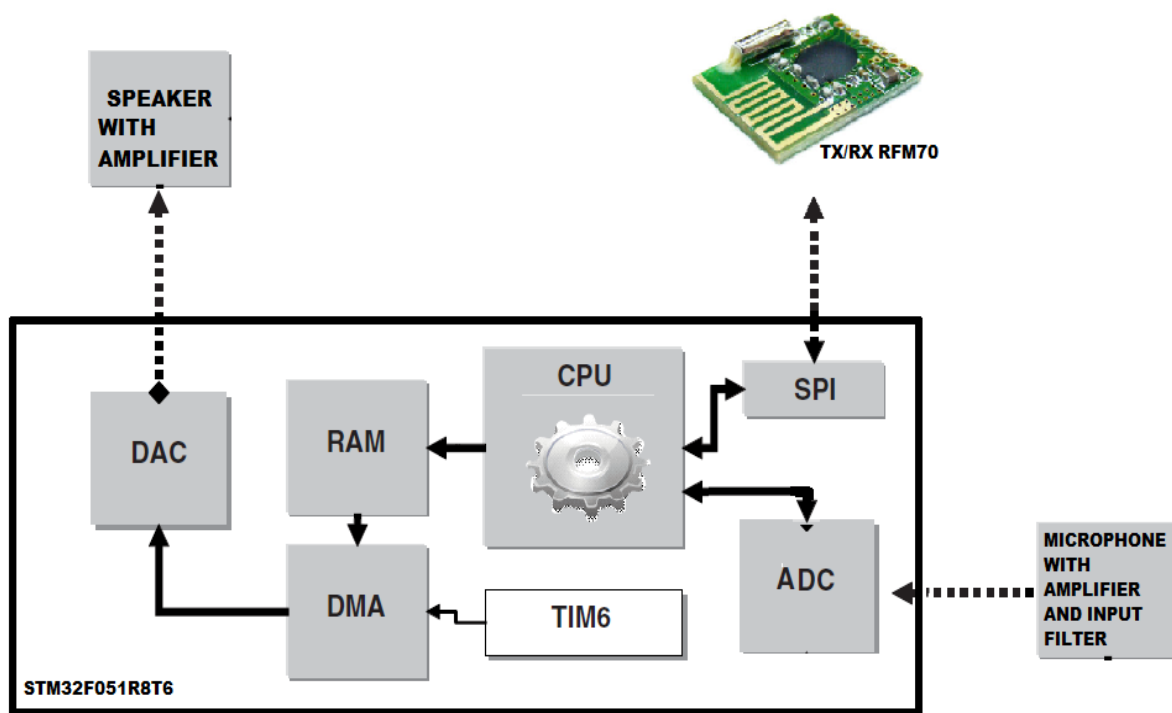 SPEAKER
WITH
AMPLIFIER
TX/RX RFM70
CPU
SPI
RAM
DAC
MICROPHONE
WITH
AMPLIFIER
AND INPUT
FILTER
ADC
DMA
TIM6
STM32F051R8T6